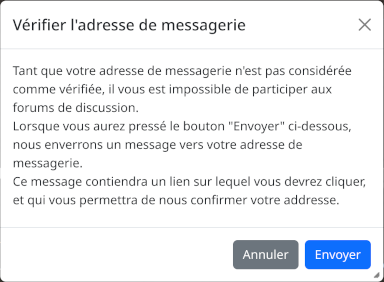 Vérifier l'adresse de messagerie
Tant que votre adresse de messagerie n'est pas considérée
comme vérifiée, il vous est impossible de participer aux
forums de discussion.
Lorsque vous aurez pressé le bouton "Envoyer" ci-dessous,
nous enverrons un message vers votre adresse de
messagerie.
Ce message contiendra un lien sur lequel vous devrez cliquer,
et qui vous permettra de nous confirmer votre addresse.
Annuler
Envoyer